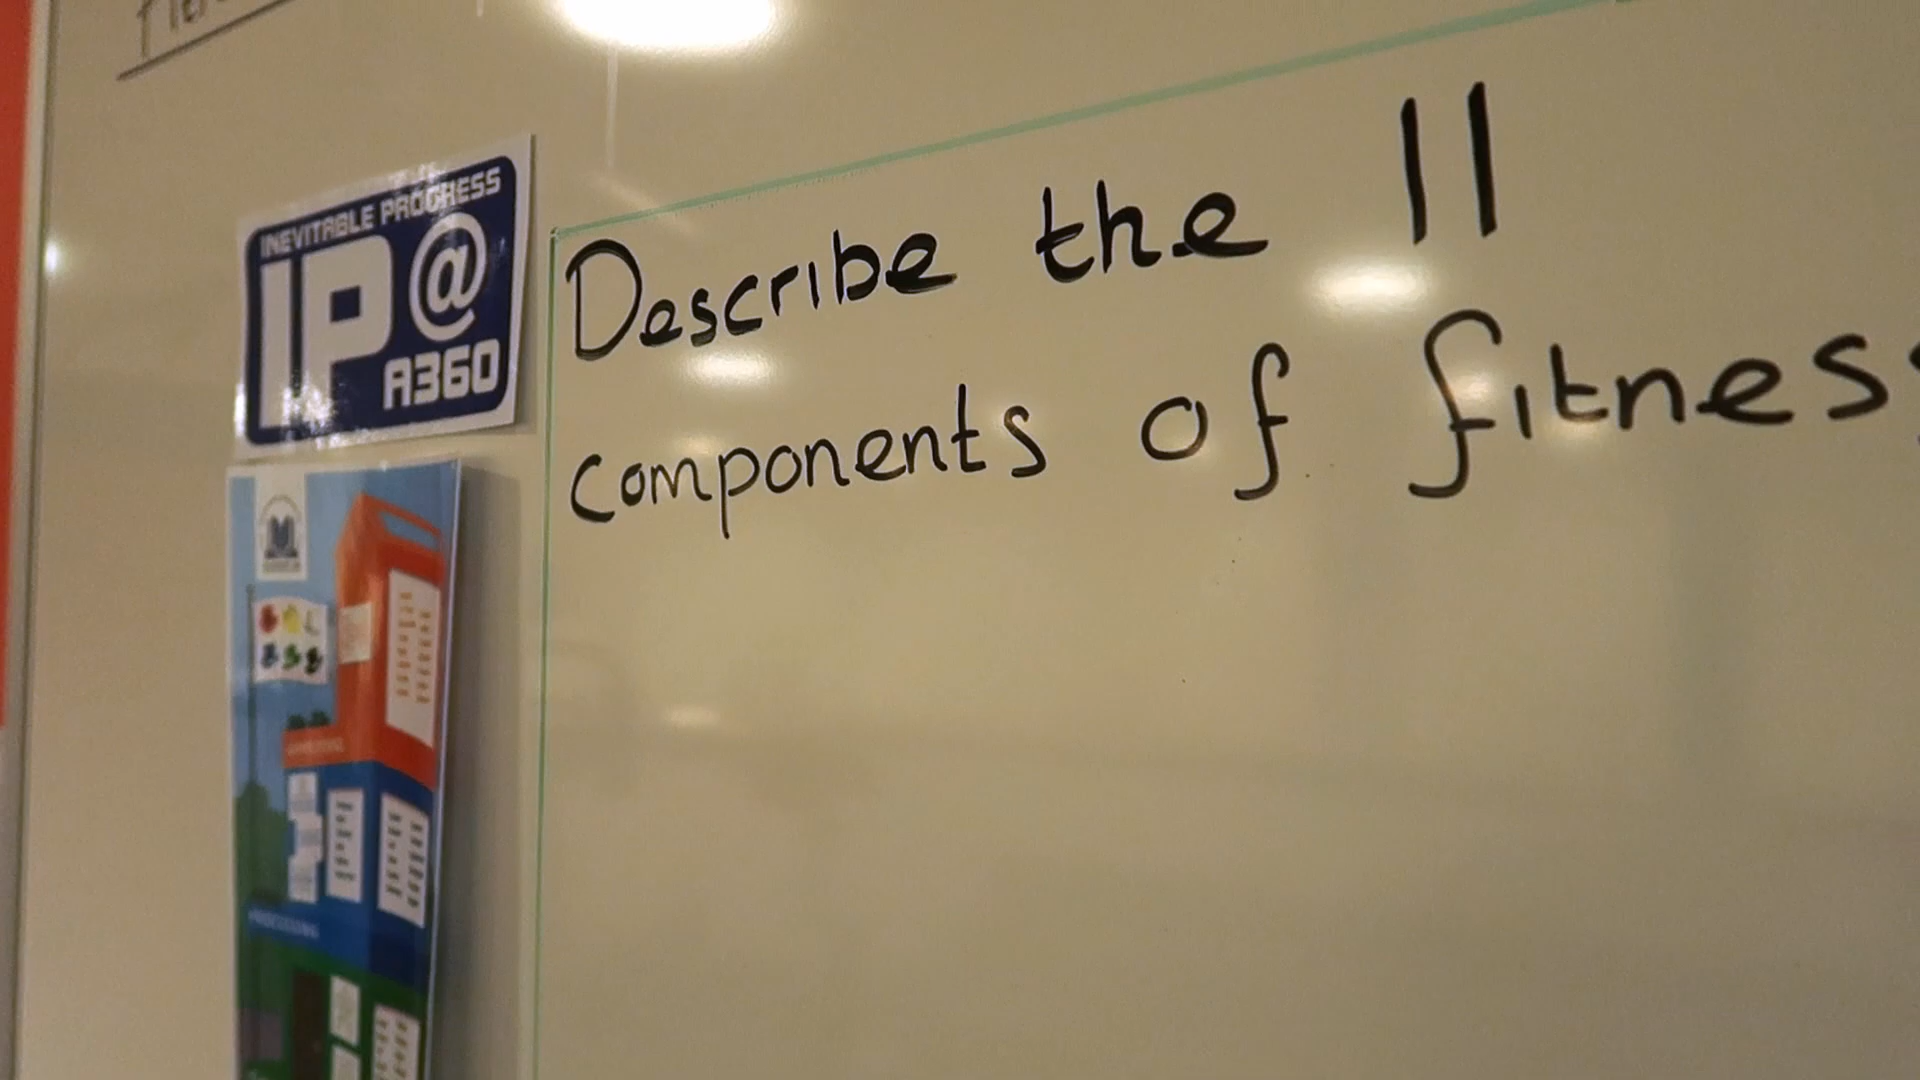 INEVITABLE PROGRESS
IP@
A360
Describe the 11
components of fitness